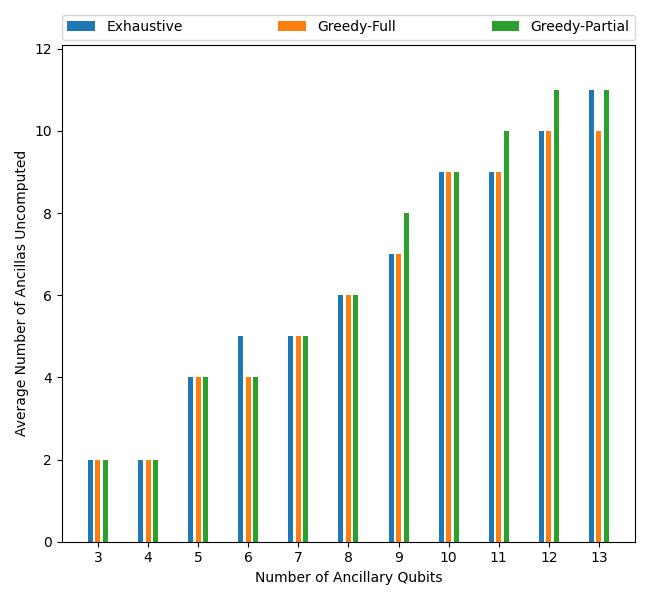 Exhaustive Greedy-Full Greedy-Partial
12
10
8
6
4
2
0
Average Number of Ancillas Uncomputed
3 4 5 6 7 8 9 10 11 12 13
Number of Ancillary Qubits